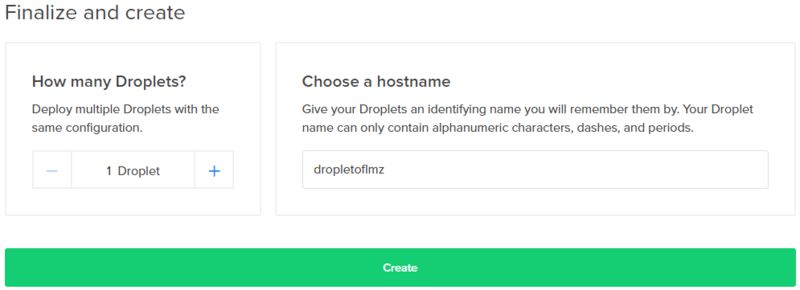 Finalize and create
How many Droplets?
Deploy multiple Droplets with the
same configuration.
1 Droplet
Choose a hostname
Give your Droplets an identifying name you will remember them by. Your Droplet
name can only contain alphanumeric characters, dashes, and periods.
dropletoflmz
Create